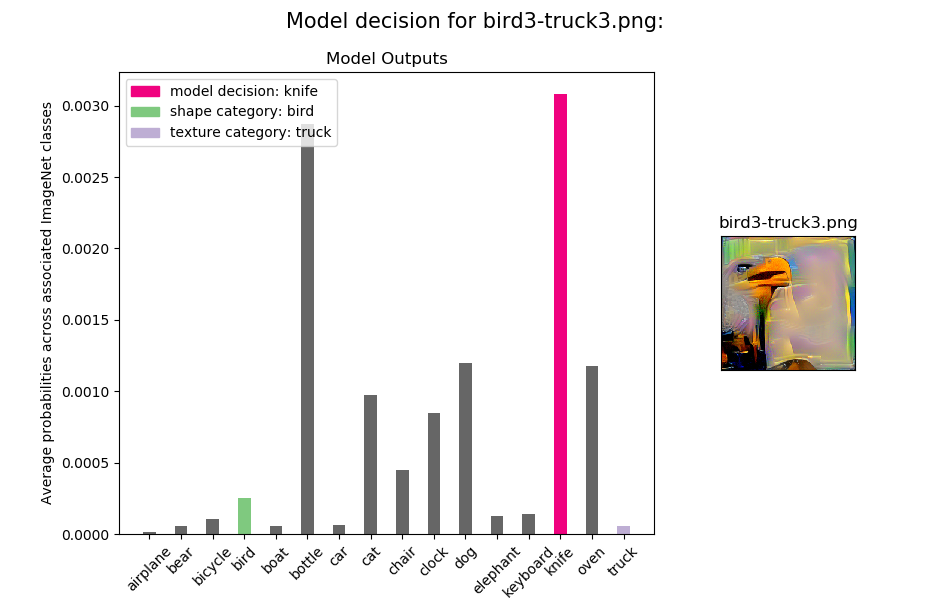 Model decision for bird3-truck3.png:
Model Outputs
model decision: knife
shape category: bird
texture category: truck
Average probabilities across associated ImageNet classes
0.0030
0.0025
0.0020
0.0015
0.0010
0.0005
0.0000
airplane
bear
bicycle
bird
boat
bottle
car
cat
chair
clock
dog
elephant
keyboard
knife
oven
truck
bird3-truck3.png